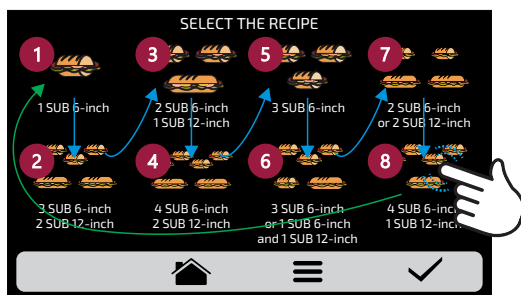 SELECT THE RECIPE
1
1 SUB 6-inch
3
2 SUB 6-inch
1 SUB 12-inch
5
3 SUB 6-inch
7
2 SUB 6-inch
or 2 SUB 12-inch
2
3 SUB 6-inch
2 SUB 12-inch
4
4 SUB 6-inch
2 SUB 12-inch
6
3 SUB 6-inch
or 1 SUB 6-inch
and 1 SUB 12-inch
8
4 SUB 6-inch
1 SUB 12-inch